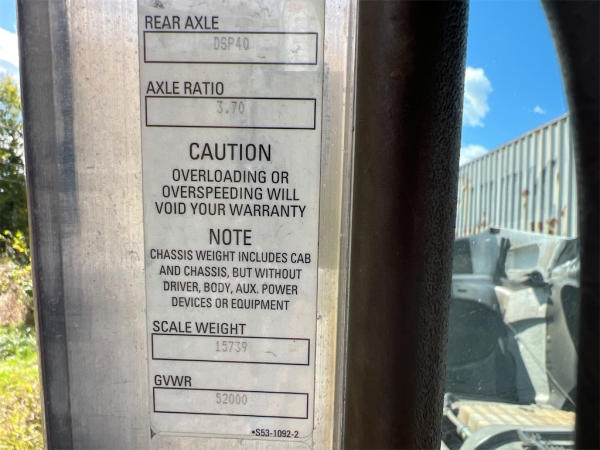 REAR AXLE
DSP40
AXLE RATIO
3.70
CAUTION
OVERLOADING OR
OVERSPEEDING WILL
VOID YOUR WARRANTY
NOTE
CHASSIS WEIGHT INCLUDES CAB
AND CHASSIS, BUT WITHOUT
DRIVER, BODY, AUX. POWER
DEVICES OR EQUIPMENT
SCALE WEIGHT
15739
GVWR
52000
*S53-1092-2